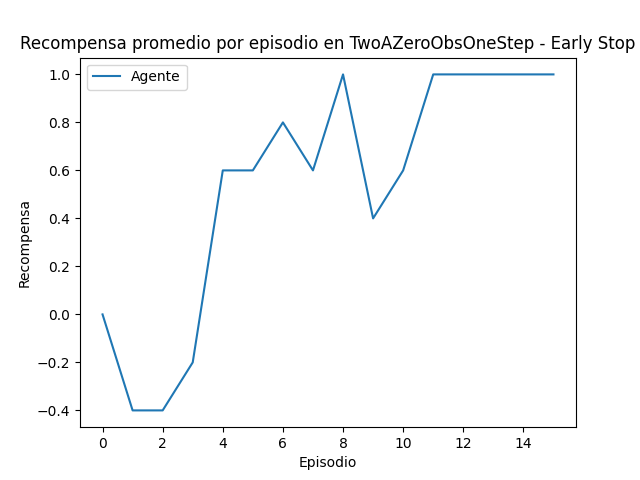 Recompensa promedio por episodio en TwoAZeroObsOneStep - Early Stop
Agente
1.0
0.8
0.6
0.4
0.2
0.0
−0.2
−0.4
Recompensa
0 2 4 6 8 10 12 14
Episodio